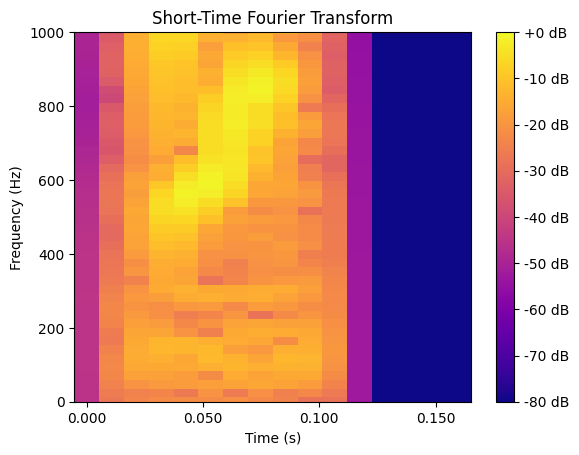 Short-Time Fourier Transform
1000
800
600
400
200
0
Frequency (Hz)
0.000
0.050
0.100
0.150
Time (s)
+0 dB
-10 dB
-20 dB
-30 dB
-40 dB
-50 dB
-60 dB
-70 dB
-80 dB